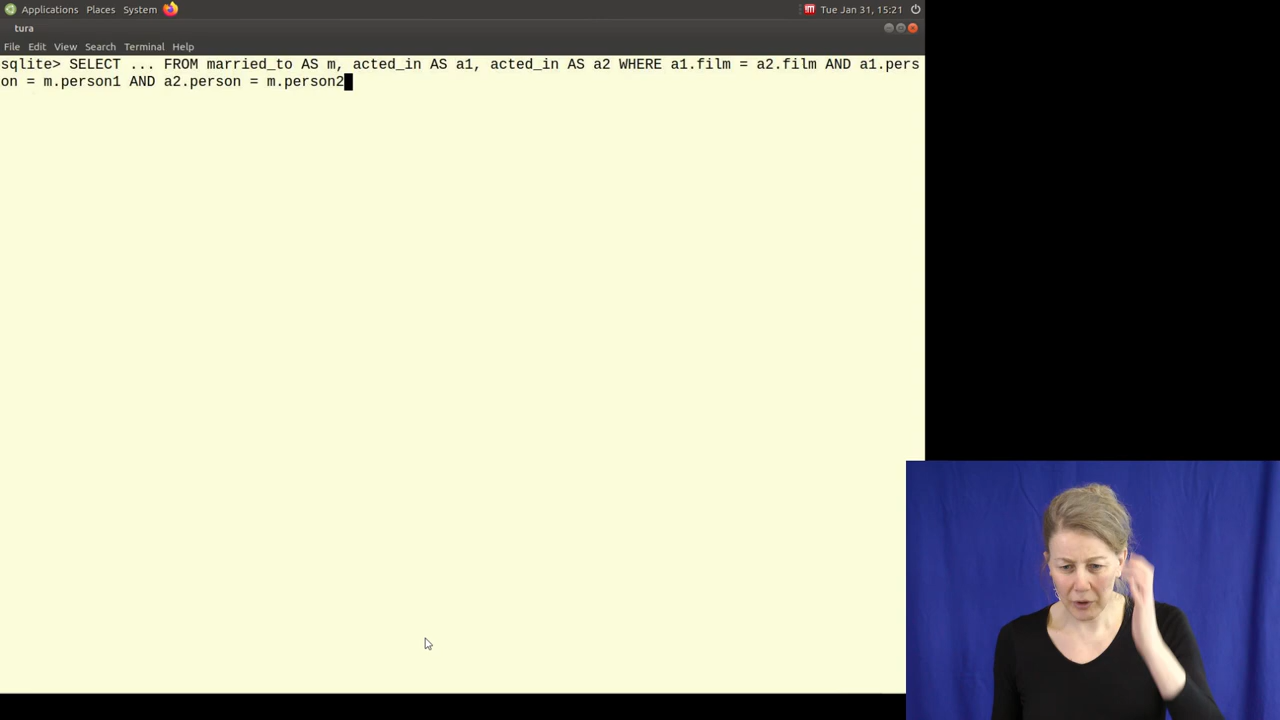 Applications Places System Tue Jan 31, 15:21
tura
File Edit View Search Terminal Help
sqlite> SELECT ... FROM married_to AS m, acted_in AS a1, acted_in AS a2 WHERE a1.film = a2.film AND a1.pers
on = m.person1 AND a2.person = m.person2